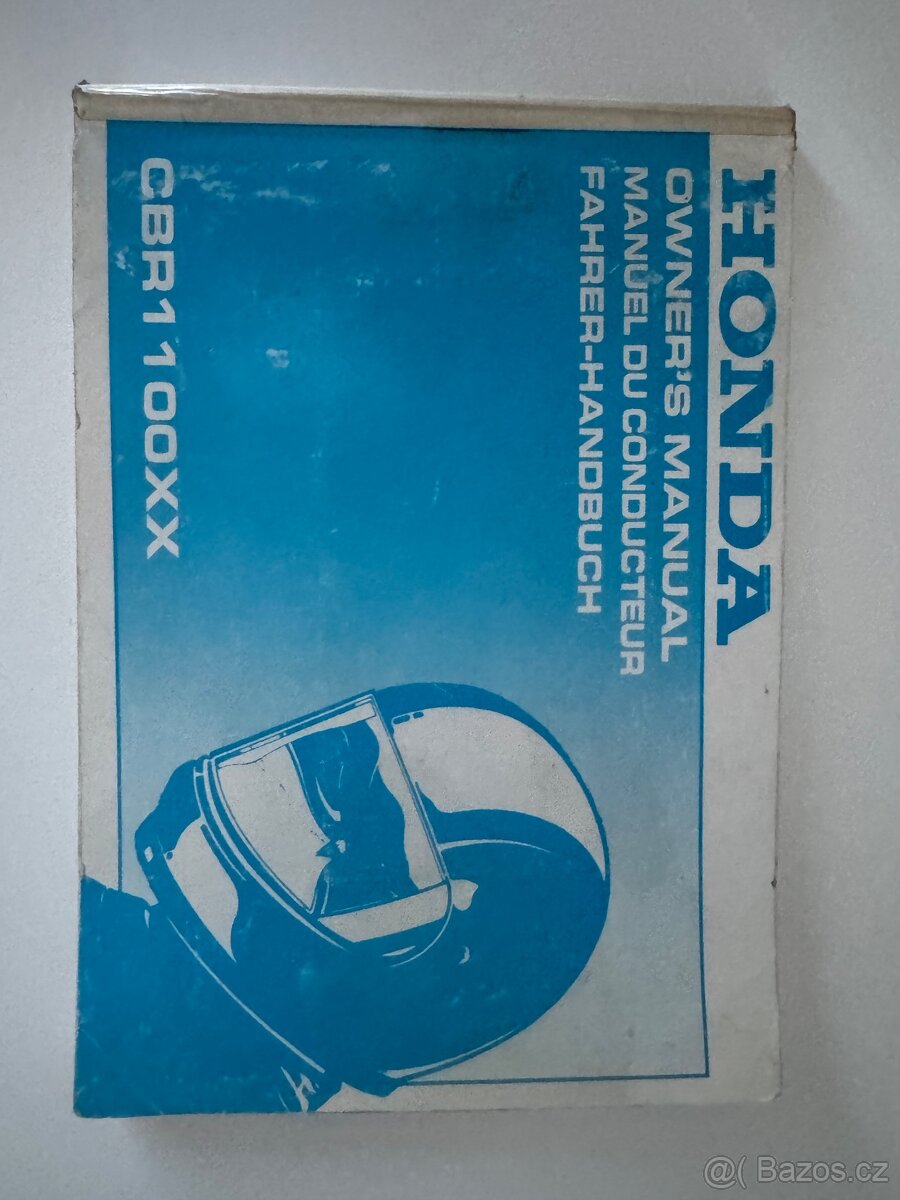 HONDA
OWNER'S MANUAL
MANUEL DU CONDUCTEUR
FAHRER-HANDBUCH
CBR1100XX
@( Bazos.cz